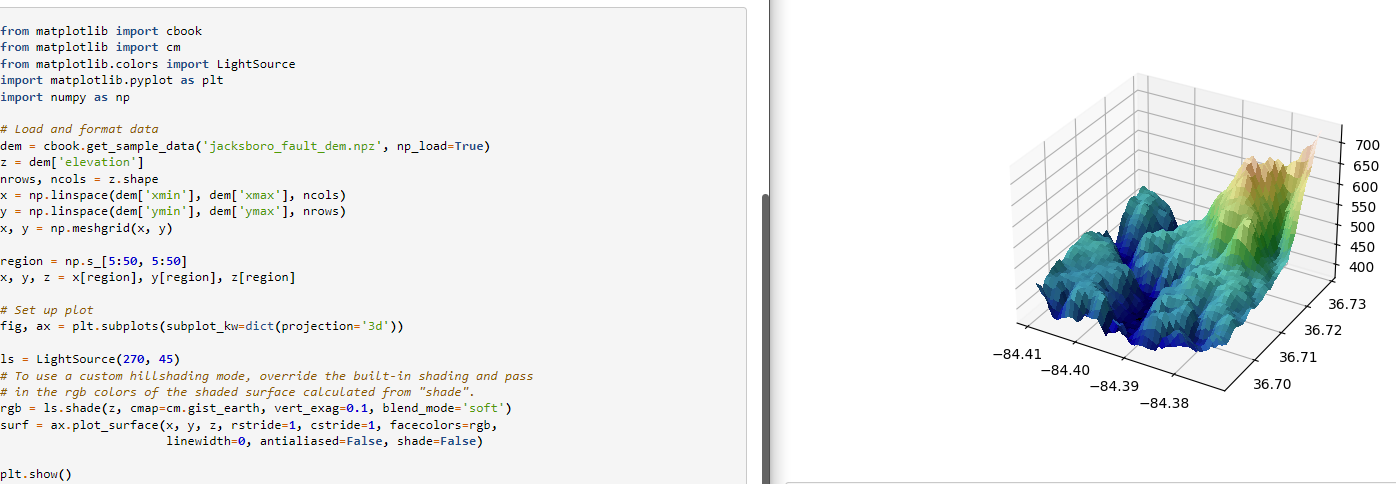 from matplotlib import cbook
from matplotlib import cm
from matplotlib.colors import LightSource
import matplotlib.pyplot as plt
import numpy as np
# Load and format data
dem = cbook.get_sample_data('jacksboro_fault_dem.npz', np_load=True)
z = dem['elevation']
nrows, ncols = z.shape
x = np.linspace(dem['xmin'], dem['xmax'], ncols)
y = np.linspace(dem['ymin'], dem['ymax'], nrows)
x, y = np.meshgrid(x, y)
region = np.s_[5:50, 5:50]
x, y, z = x[region], y[region], z[region]
# Set up plot
fig, ax = plt.subplots(subplot_kw=dict(projection='3d'))
ls = LightSource(270, 45)
# To use a custom hillshading mode, override the built-in shading and pass
# in the rgb colors of the shaded surface calculated from "shade".
rgb = ls.shade(z, cmap=cm.gist_earth, vert_exag=0.1, blend_mode='soft')
surf = ax.plot_surface(x, y, z, rstride=1, cstride=1, facecolors=rgb,
linewidth=0, antialiased=False, shade=False)
plt.show()
700
650
600
550
500
450
400
36.73
36.72
36.71
36.70
−84.41
−84.40
−84.39
−84.38